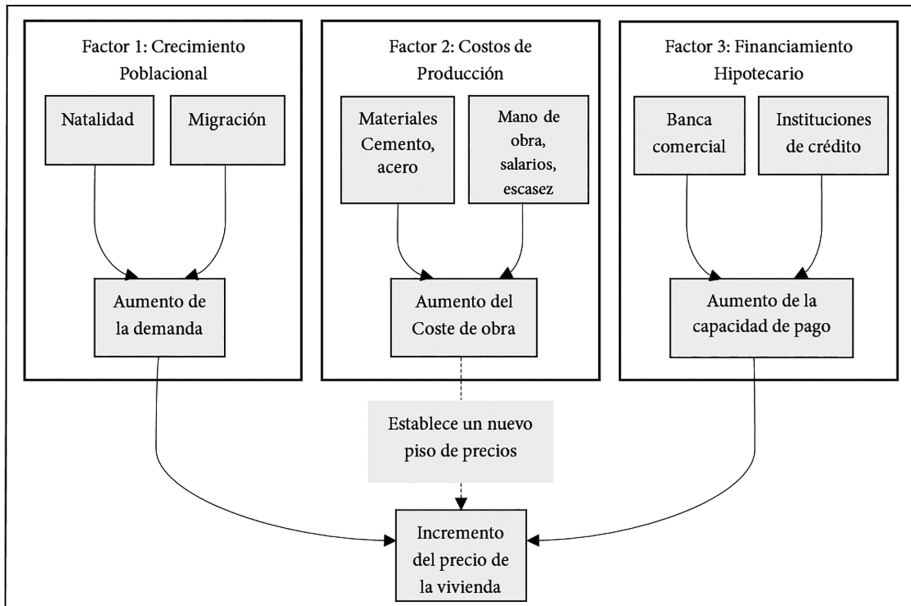 Factor 1: Crecimiento
Poblacional
Natalidad
Migración
Aumento de
la demanda
Factor 2: Costos de
Producción
Materiales
Cemento,
acero
Mano de
obra,
salarios,
escasez
Aumento del
Coste de obra
Factor 3: Financiamiento
Hipotecario
Banca
comercial
Instituciones
de crédito
Aumento de la
capacidad de pago
Establece un nuevo
piso de precios
Incremento
del precio de
la vivienda